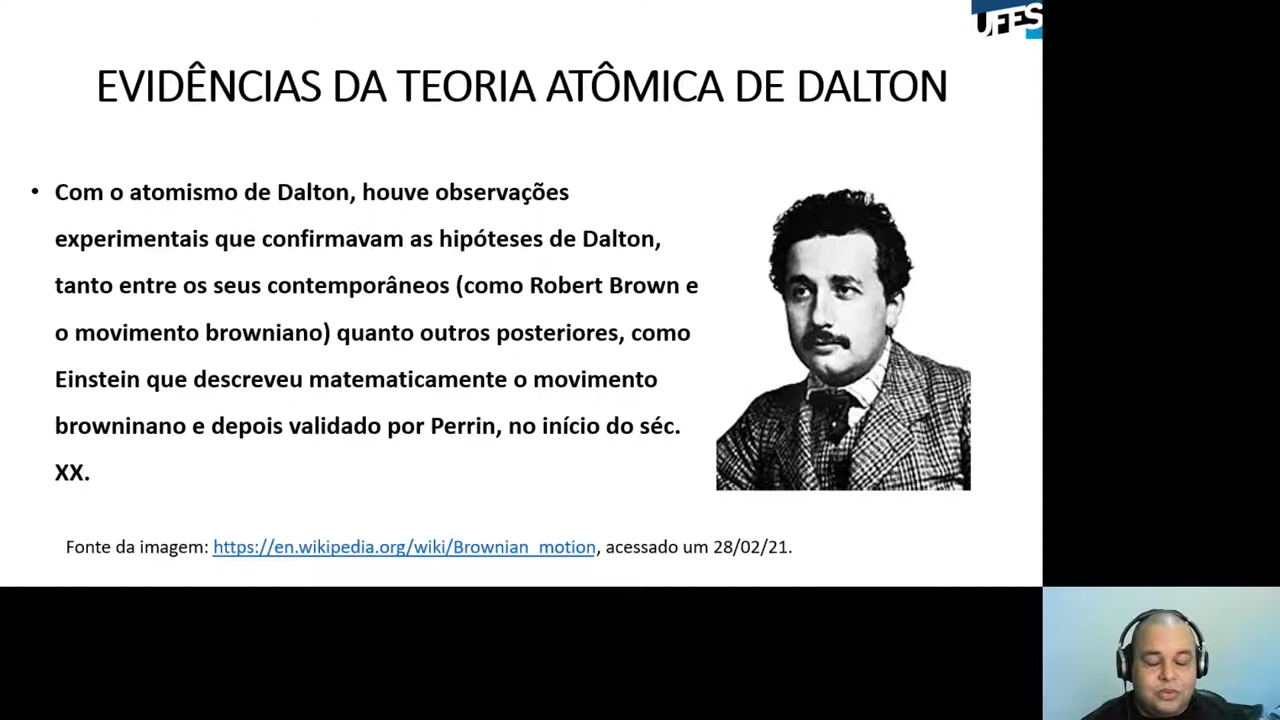 UFES
EVIDÊNCIAS DA TEORIA ATÔMICA DE DALTON
• Com o atomismo de Dalton, houve observações
experimentais que confirmavam as hipóteses de Dalton,
tanto entre os seus contemporâneos (como Robert Brown e
o movimento browniano) quanto outros posteriores, como
Einstein que descreveu matematicamente o movimento
browninano e depois validado por Perrin, no início do séc.
XX.
Fonte da imagem: https://en.wikipedia.org/wiki/Brownian_motion, acessado um 28/02/21.